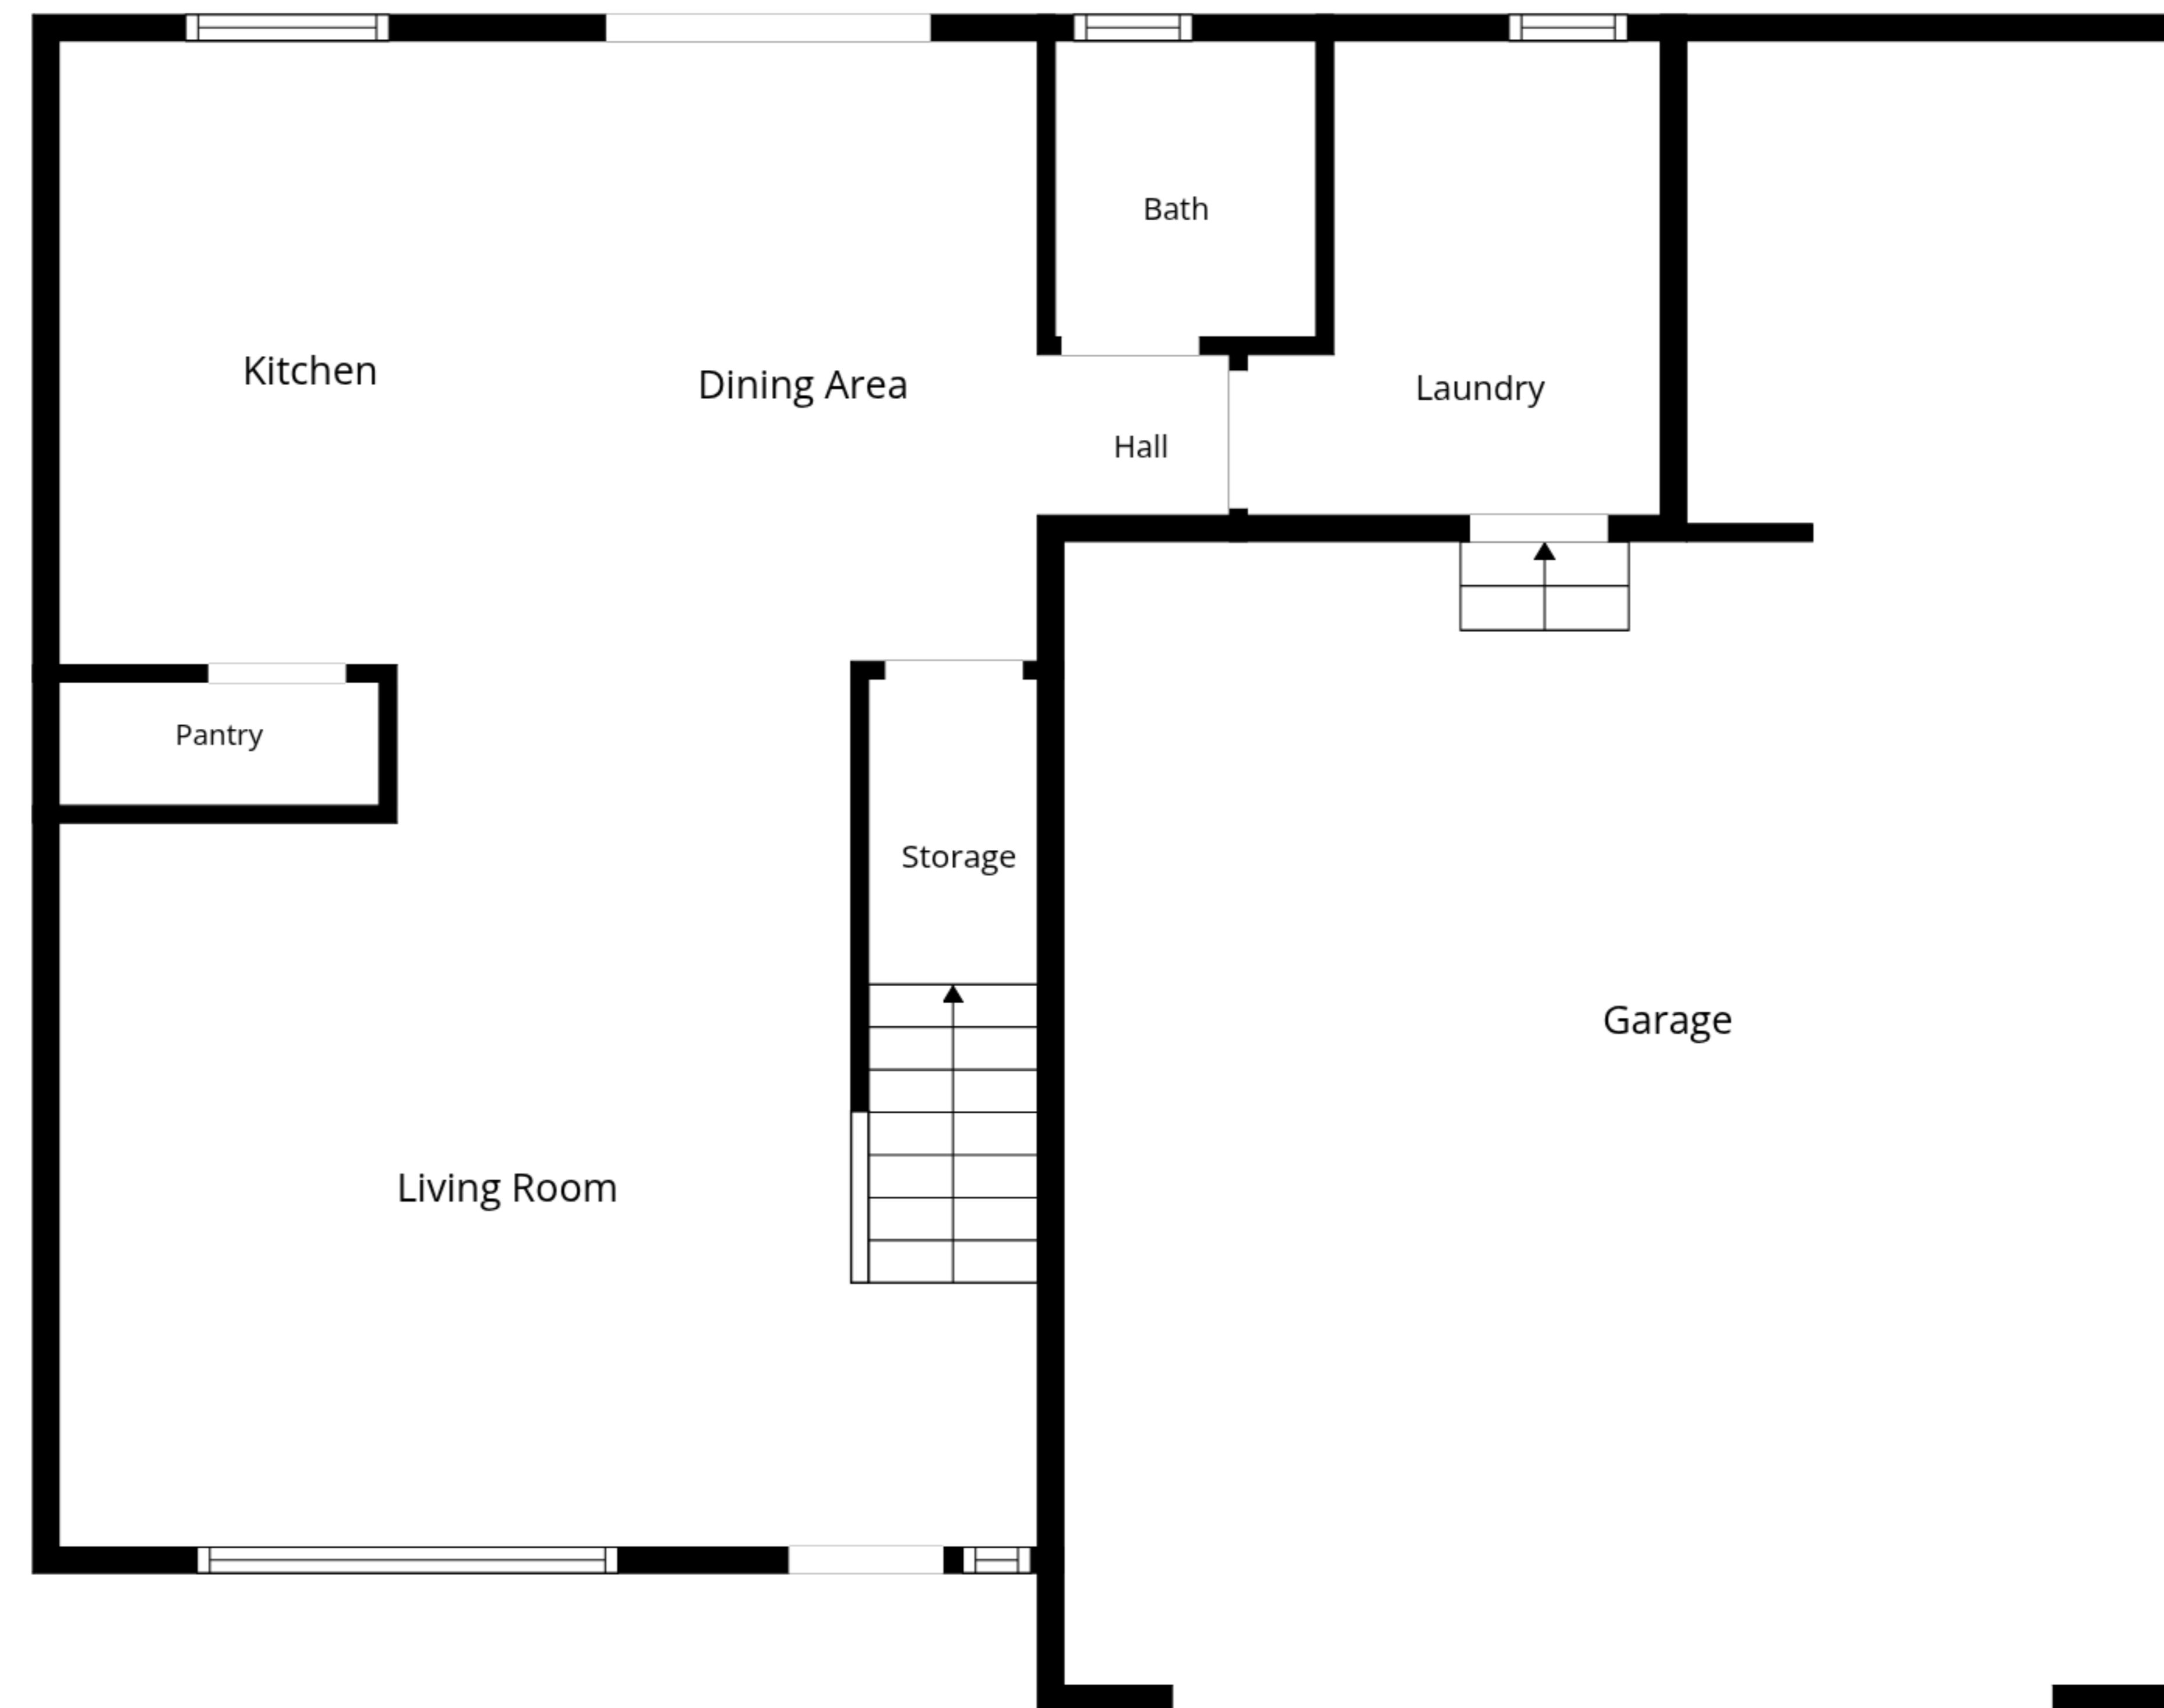 Bath
Kitchen
Dining Area
Laundry
Hall
Pantry
Storage
Garage
Living Room